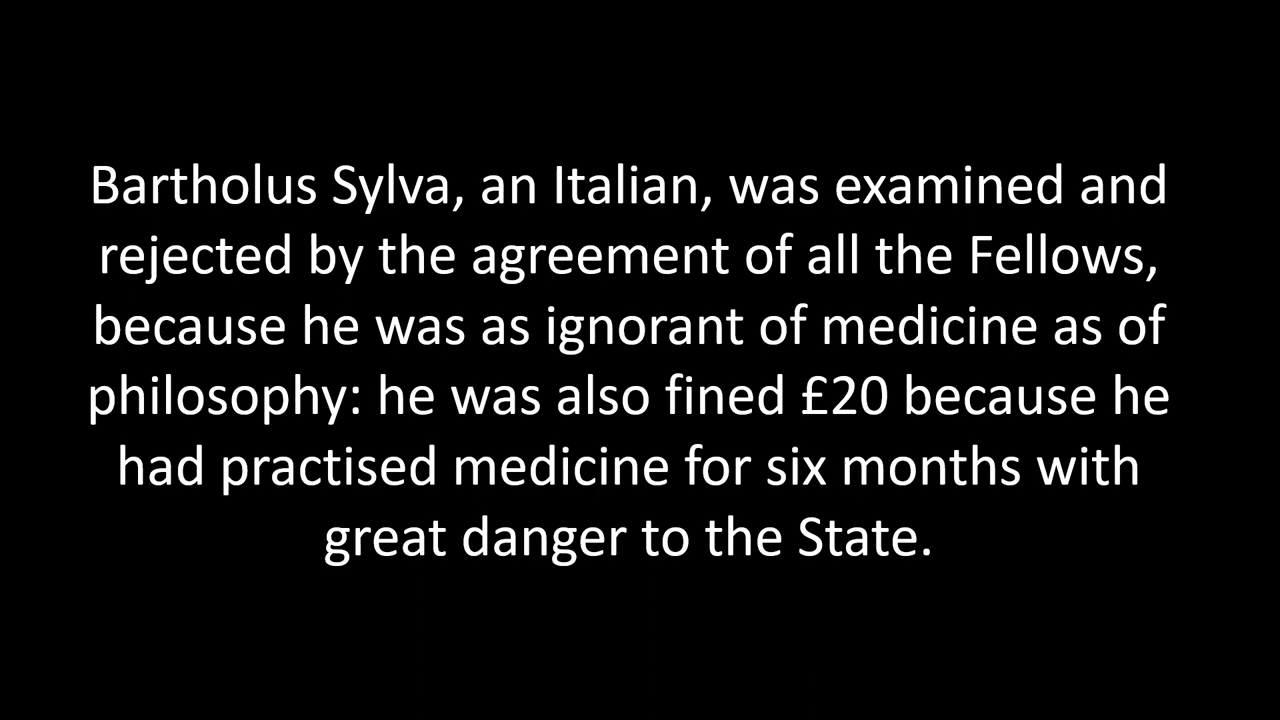 Bartholus Sylva, an Italian, was examined and
rejected by the agreement of all the Fellows,
because he was as ignorant of medicine as of
philosophy: he was also fined £20 because he
had practised medicine for six months with
great danger to the State.